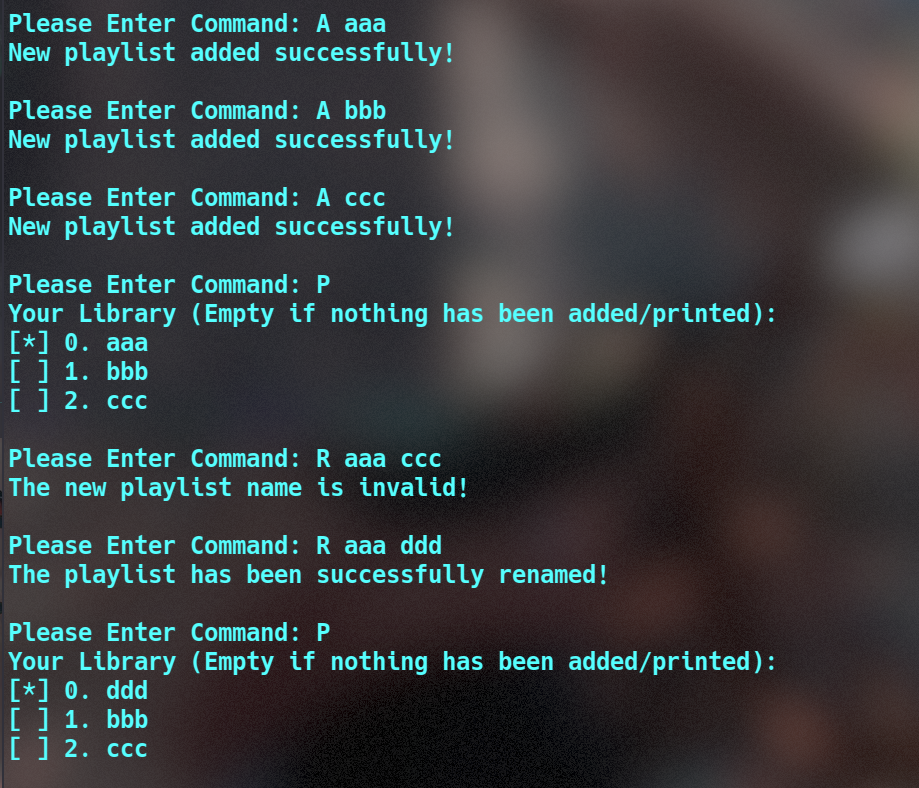 Please Enter Command: A aaa
New playlist added successfully!
Please Enter Command: A bbb
New playlist added successfully!
Please Enter Command: A ccc
New playlist added successfully!
Please Enter Command: P
Your Library (Empty if nothing has been added/printed):
[*] 0. aaa
[ ] 1. bbb
[ ] 2. ccc
Please Enter Command: R aaa ccc
The new playlist name is invalid!
Please Enter Command: R aaa ddd
The playlist has been successfully renamed!
Please Enter Command: P
Your Library (Empty if nothing has been added/printed):
[*] 0. ddd
[ ] 1. bbb
[ ] 2. ccc